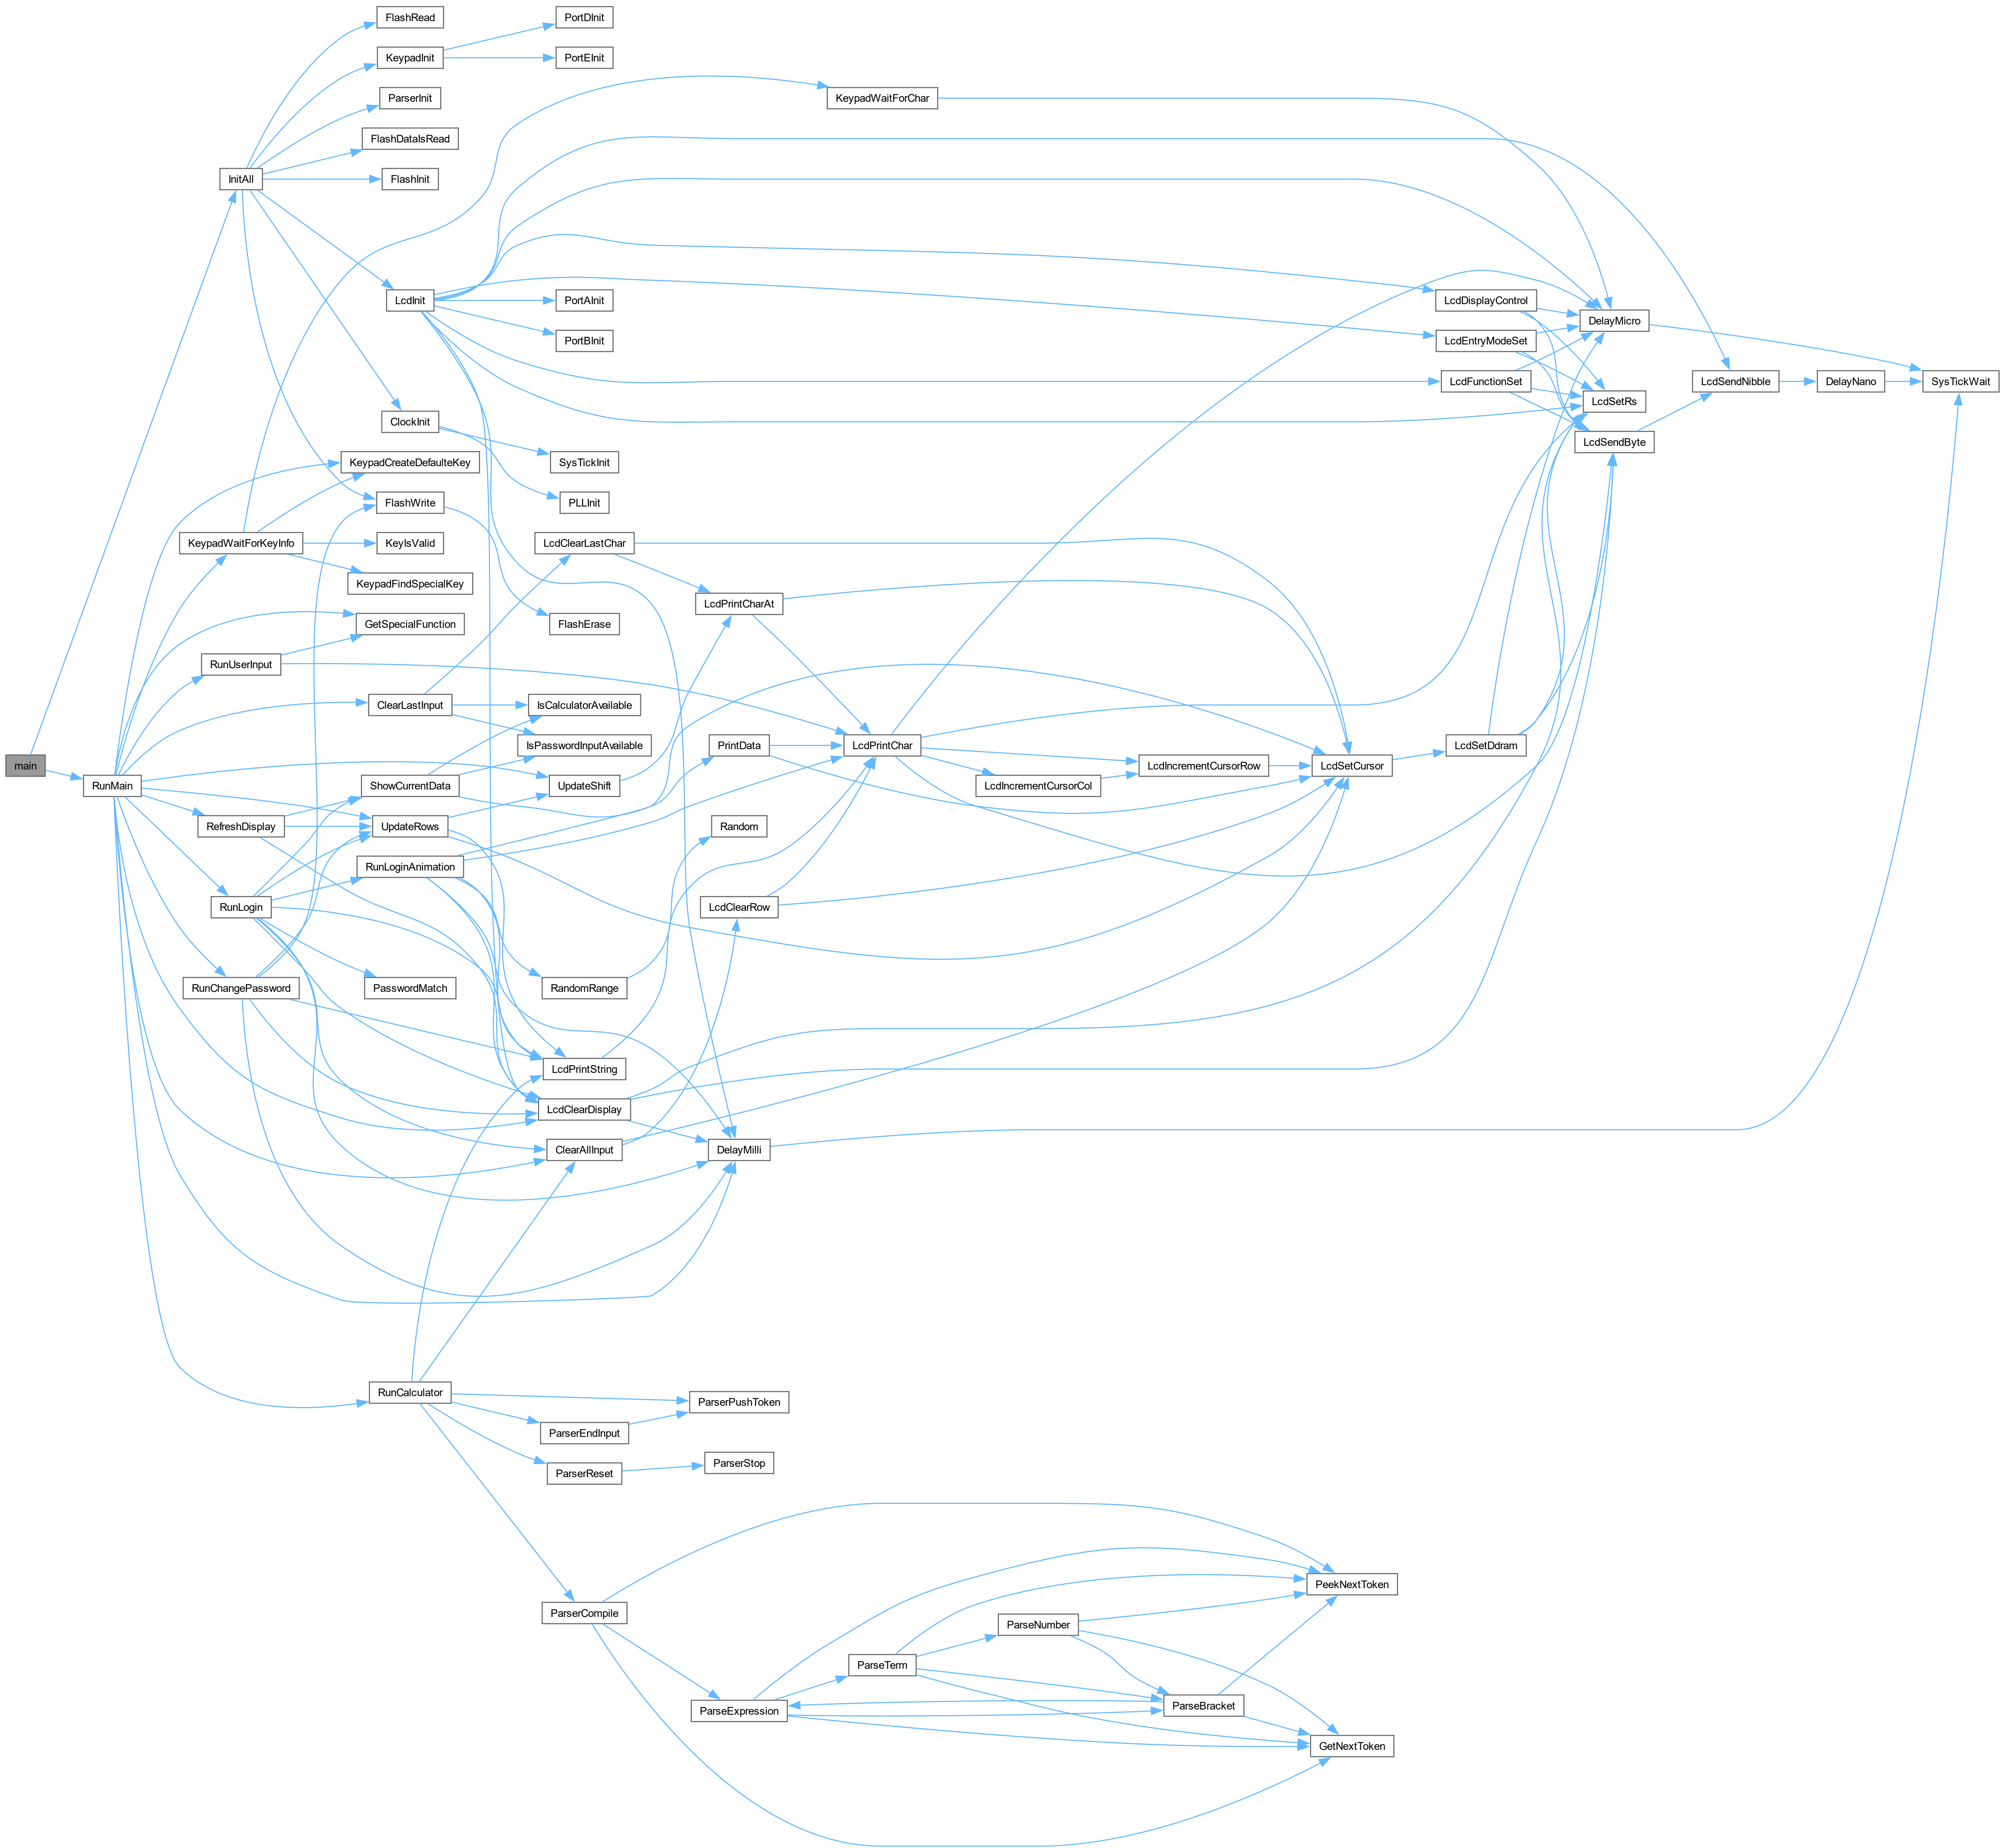 FlashRead
PortDInit
KeypadInit
PortEInit
KeypadWaitForChar
ParserInit
FlashDataIsRead
InitAll
FlashInit
LcdInit
PortAInit
LcdDisplayControl
DelayMicro
PortBInit
LcdEntryModeSet
LcdFunctionSet
LcdSendNibble
DelayNano
SysTickWait
LcdSetRs
ClockInit
LcdSendByte
KeypadCreateDefaulteKey
SysTickInit
FlashWrite
PLLInit
KeypadWaitForKeyInfo
KeyIsValid
LcdClearLastChar
KeypadFindSpecialKey
LcdPrintCharAt
GetSpecialFunction
FlashErase
RunUserInput
ClearLastInput
IsCalculatorAvailable
IsPasswordInputAvailable
PrintData
LcdPrintChar
LcdSetDdram
main
LcdIncrementCursorRow
LcdSetCursor
RunMain
ShowCurrentData
UpdateShift
LcdIncrementCursorCol
RefreshDisplay
UpdateRows
Random
RunLoginAnimation
RunLogin
LcdClearRow
RunChangePassword
PasswordMatch
RandomRange
LcdPrintString
LcdClearDisplay
ClearAllInput
DelayMilli
RunCalculator
ParserPushToken
ParserEndInput
ParserReset
ParserStop
ParserCompile
PeekNextToken
ParseNumber
ParseTerm
ParseExpression
ParseBracket
GetNextToken